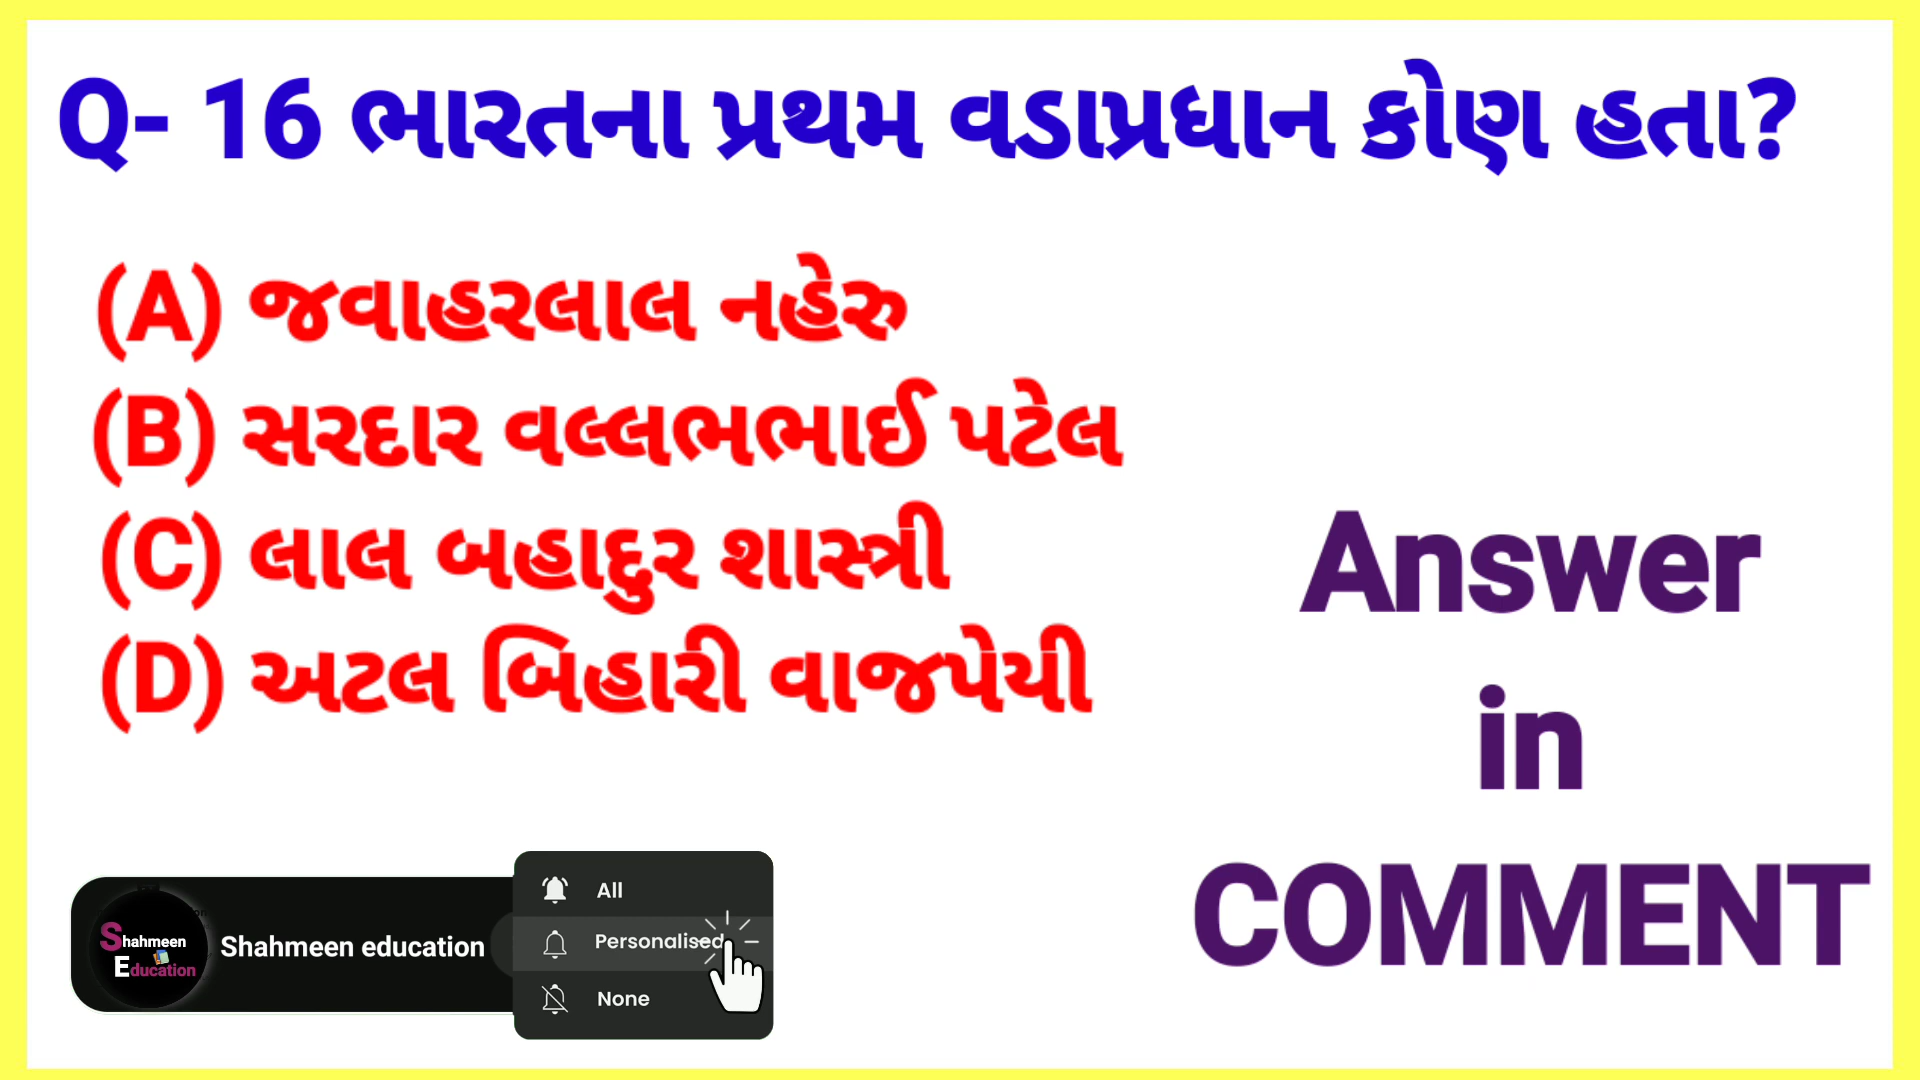 Q- 16 ભારતના પ્રથમ વડાપ્રધાન કોણ હતા?
(A) જવાહરલાલ નહેરુ
(B) સરદાર વલ્લભભાઈ પટેલ
(C) લાલ બહાદુર શાસ્ત્રી
(D) અટલ બિહારી વાજપેયી
Answer
in
COMMENT
Shahmeen
Education
Shahmeen education
All
Personalised
None